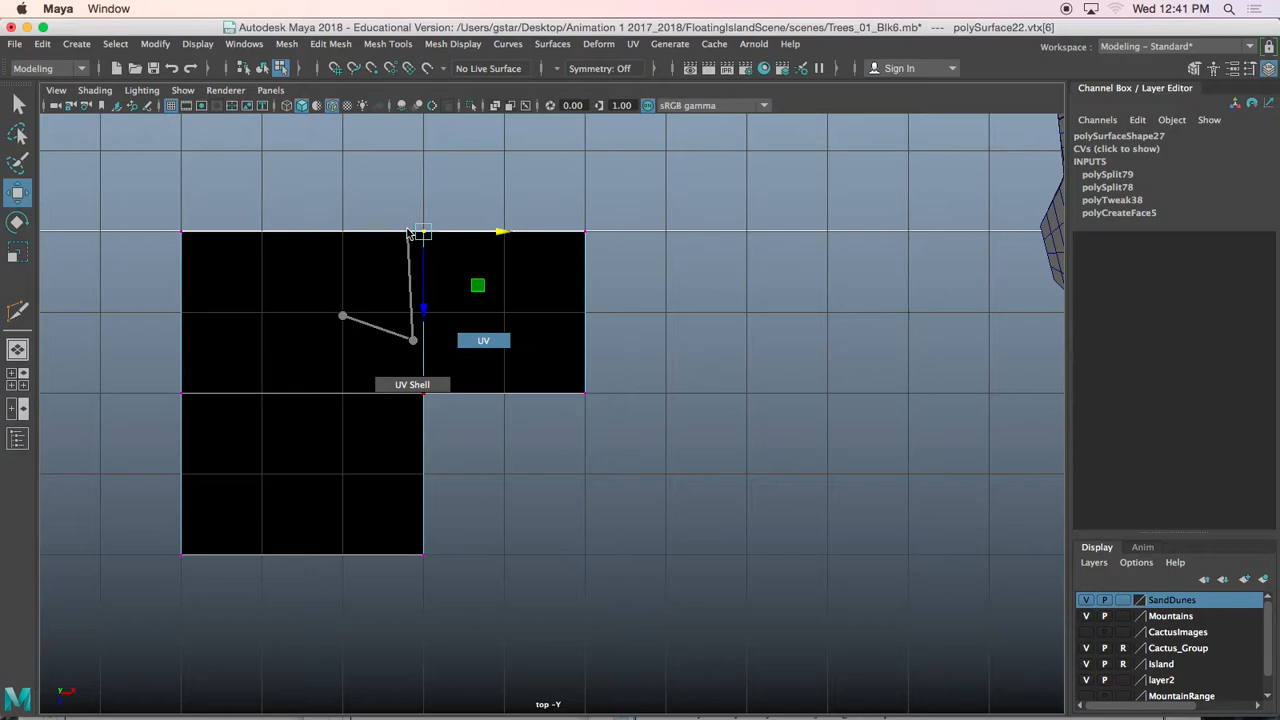 Maya Window Wed 12:41 PM
Autodesk Maya 2018 - Educational Version: /Users/gstar/Desktop/Animation 1 2017_2018/FloatingIslandScene/scenes/Trees_01_Blk6.mb* --- polySurface22.vtx[6]
File Edit Create Select Modify Display Windows Mesh Edit Mesh Mesh Tools Mesh Display Curves Surfaces Deform UV Generate Cache Arnold Help Workspace : Modeling - Standard*
Modeling No Live Surface Symmetry: Off Sign In
View Shading Lighting Show Renderer Panels Channel Box / Layer Editor
0.00 1.00 sRGB gamma
Channels Edit Object Show
polySurfaceShape27
CVs (click to show)
INPUTS
polySplit79
polySplit78
polyTweak38
polyCreateFace5
UV
UV Shell
Display Anim
Layers Options Help
V P SandDunes
V P Mountains
CactusImages
V P R Cactus_Group
V P R Island
V P layer2
MountainRange
top -Y